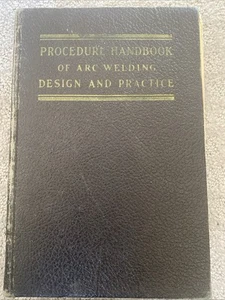 PROCEDURE HANDBOOK
OF ARC WELDING
DESIGN AND PRACTICE